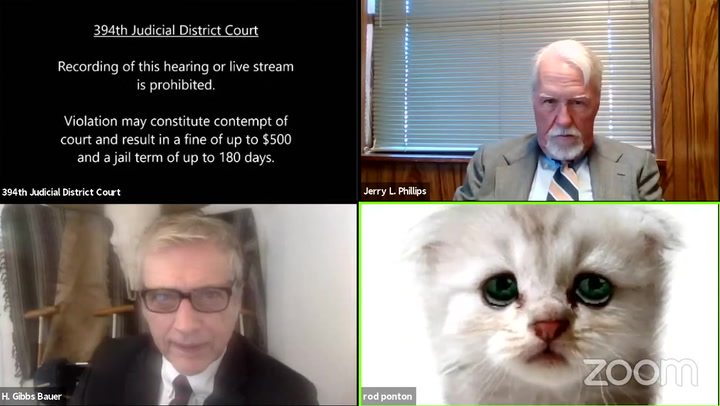 394th Judicial District Court
Recording of this hearing or live stream
is prohibited.
Violation may constitute contempt of
court and result in a fine of up to $500
and a jail term of up to 180 days.
394th Judicial District Court
Jerry L. Phillips
H. Gibbs Bauer
rod ponton
zoom